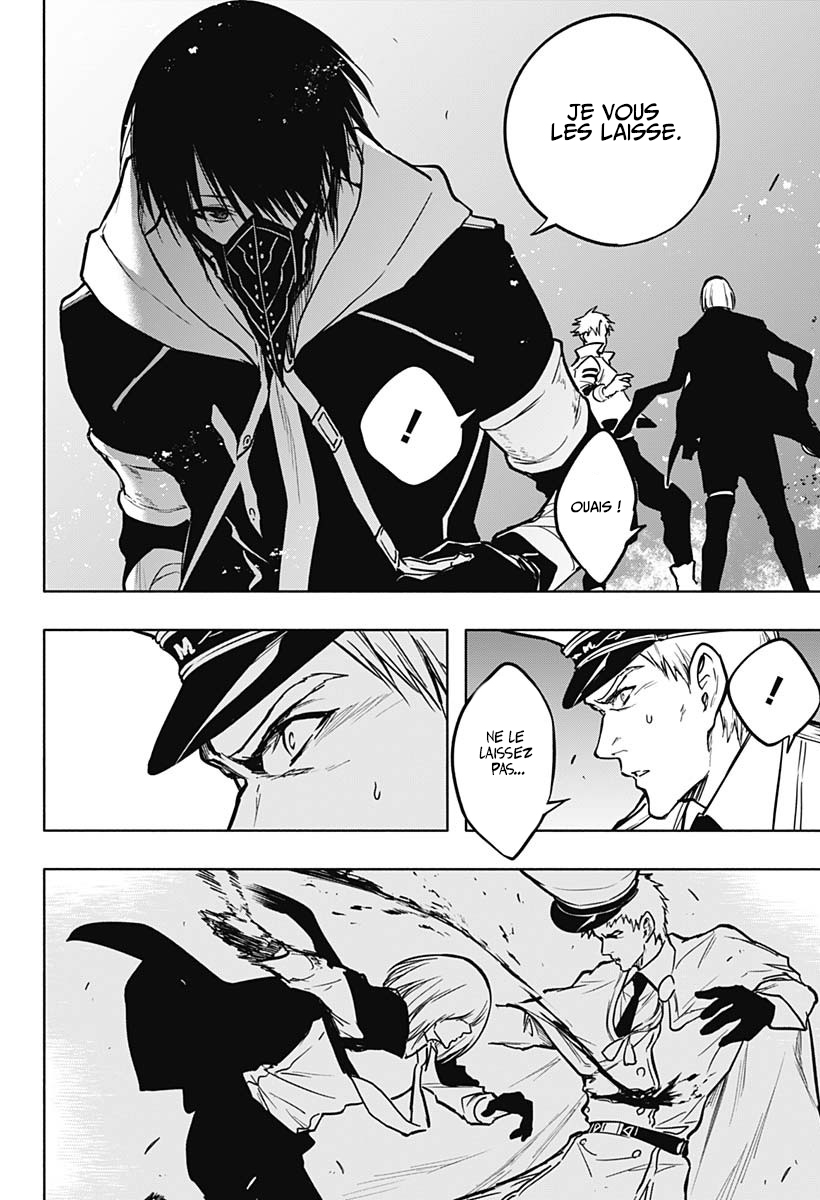 JE VOUS
LES LAISSE.
!
OUAIS !
!
NE LE
LAISSEZ
PAS...
M
M